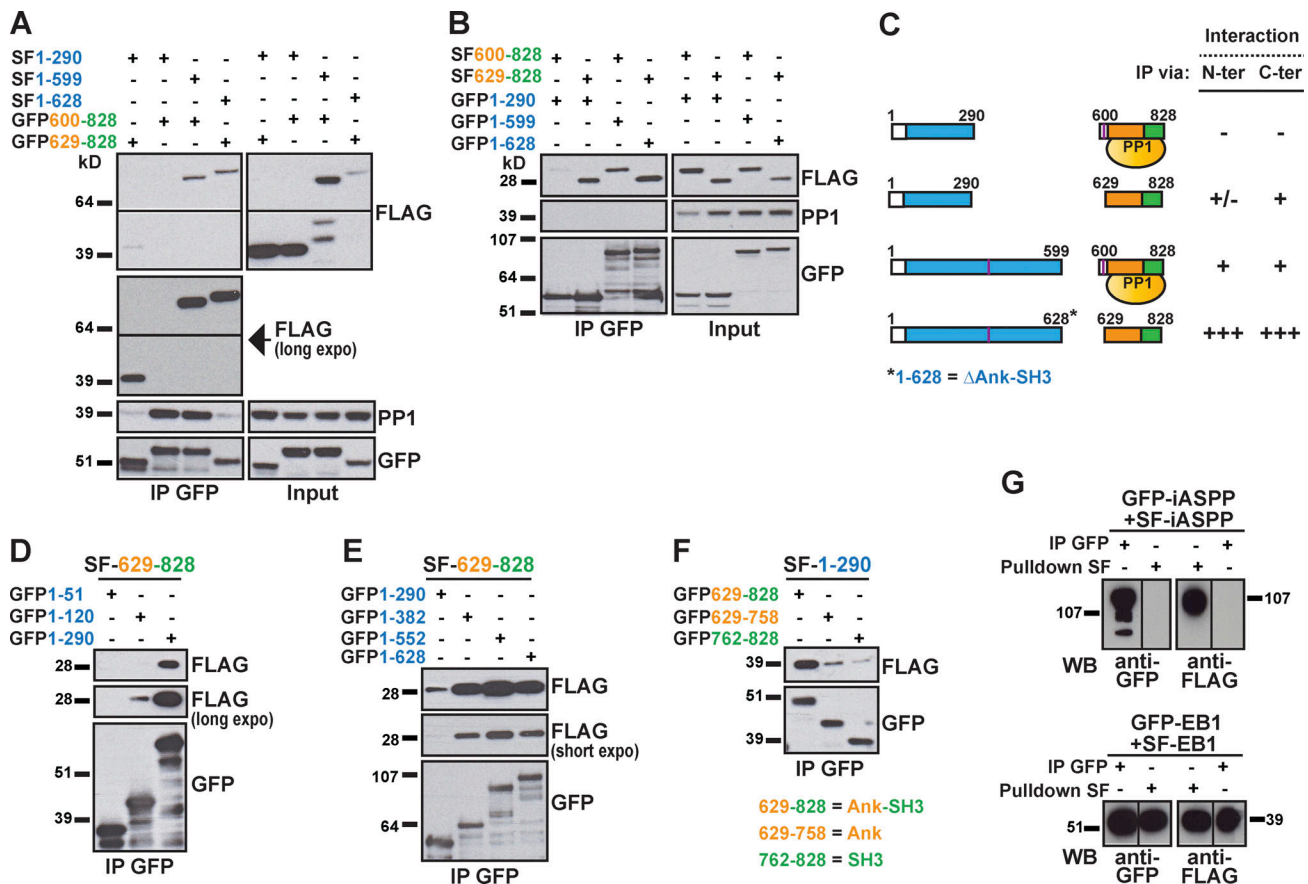 A
SF1-290 + + - - + + - -
SF1-599 - - + - - - + -
SF1-628 - - - + - - - +
GFP600-828 - + + - - + + -
GFP629-828 + - - + + - - +
kD
64
39
FLAG
64
39
FLAG
(long expo)
39
PP1
51
GFP
IP GFP
Input
B
SF600-828 + - + - + - + -
SF629-828 - + - + - + - +
GFP1-290 + + - - + + - -
GFP1-599 - - + - - - + -
GFP1-628 - - - + - - - +
kD
28
FLAG
39
PP1
107
64
51
GFP
IP GFP
Input
C
Interaction
IP via: N-ter C-ter
1 290 600 828
PP1
- -
1 290 629 828
+/- +
1 599 600 828
PP1
+ +
1 628* 629 828
+++ +++
*1-628 = ΔAnk-SH3
D
SF-629-828
GFP1-51 + - -
GFP1-120 - + -
GFP1-290 - - +
28
FLAG
28
FLAG
(long expo)
51
39
GFP
IP GFP
E
SF-629-828
GFP1-290 + - - -
GFP1-382 - + - -
GFP1-552 - - + -
GFP1-628 - - - +
28
FLAG
28
FLAG
(short expo)
107
64
GFP
IP GFP
F
SF-1-290
GFP629-828 + - -
GFP629-758 - + -
GFP762-828 - - +
39
FLAG
51
39
GFP
IP GFP
629-828 = Ank-SH3
629-758 = Ank
762-828 = SH3
G
GFP-iASPP
+SF-iASPP
IP GFP + - - +
Pulldown SF - + + -
107
107
WB anti-GFP anti-FLAG
GFP-EB1
+SF-EB1
IP GFP + - - +
Pulldown SF - + + -
51
39
WB anti-GFP anti-FLAG